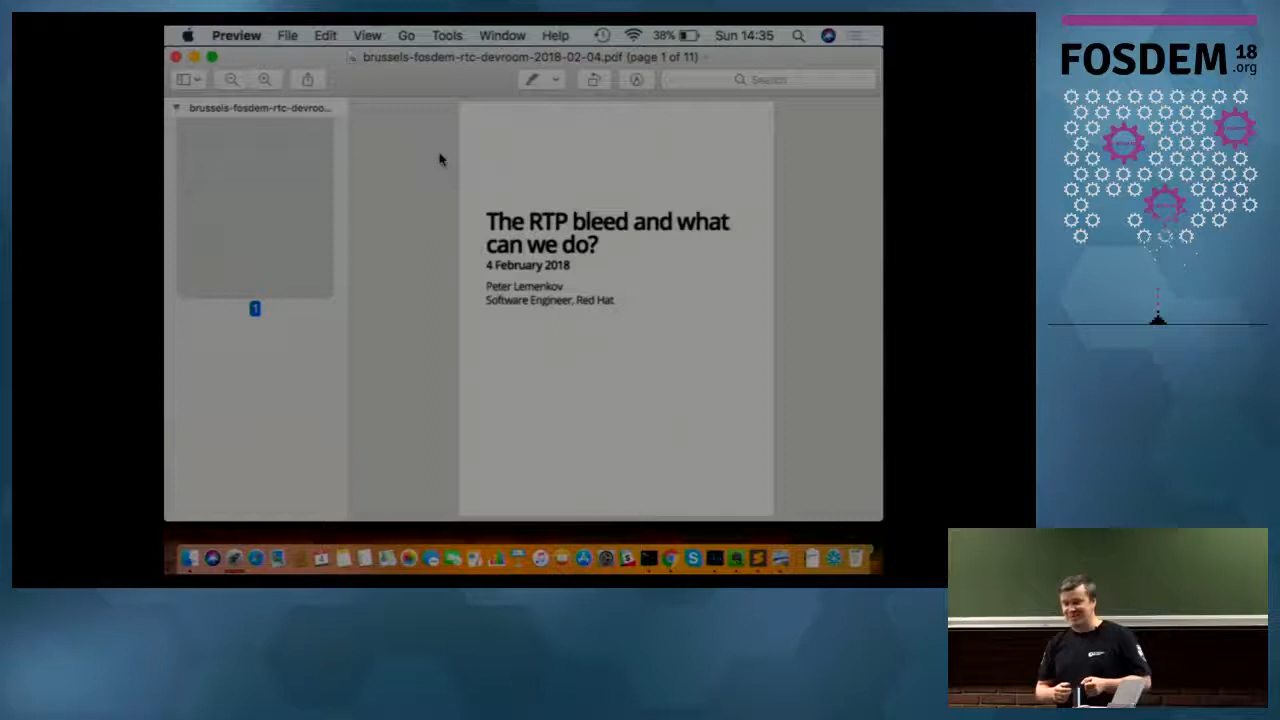 Preview File Edit View Go Tools Window Help 38% Sun 14:35
brussels-fosdem-rtc-devroom-2018-02-04.pdf (page 1 of 11)
Search
brussels-fosdem-rtc-devroo...
1
The RTP bleed and what
can we do?
4 February 2018
Peter Lemenkov
Software Engineer, Red Hat
FOSDEM 18
.org